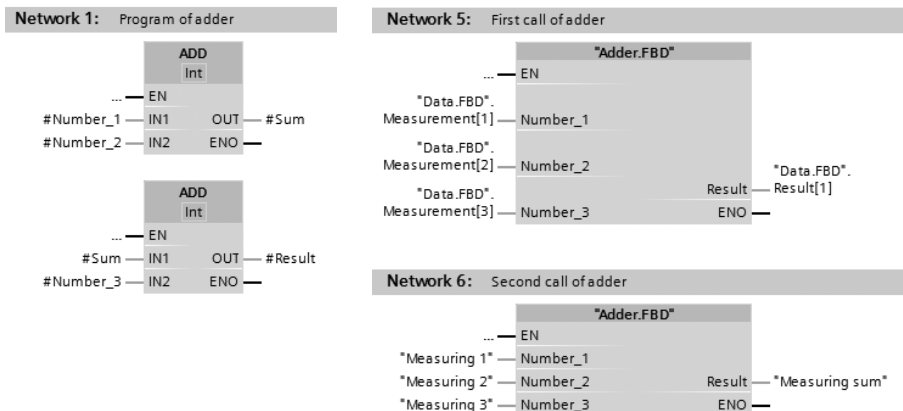 Network 1: Program of adder
ADD
Int
... EN
#Number_1 IN1 OUT #Sum
#Number_2 IN2 ENO
ADD
Int
... EN
#Sum IN1 OUT #Result
#Number_3 IN2 ENO
Network 5: First call of adder
"Adder.FBD"
... EN
"Data.FBD".
Measurement[1] Number_1
"Data.FBD".
Measurement[2] Number_2
"Data.FBD".
Result Result[1]
"Data.FBD".
Measurement[3] Number_3 ENO
Network 6: Second call of adder
"Adder.FBD"
... EN
"Measuring 1" Number_1
"Measuring 2" Number_2 Result "Measuring sum"
"Measuring 3" Number_3 ENO